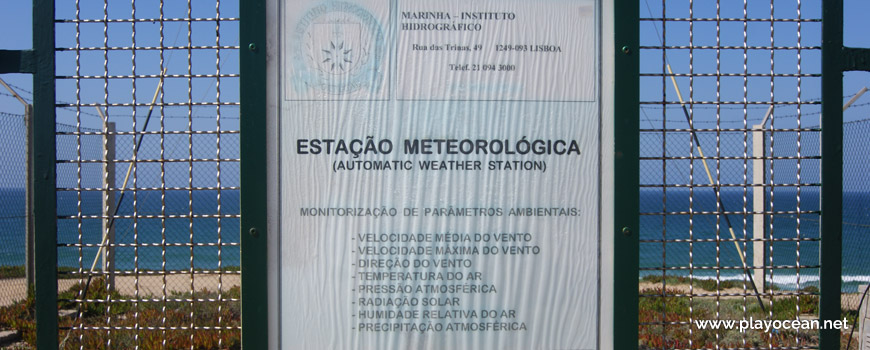 MARINHA – INSTITUTO
HIDROGRÁFICO
Rua das Trinas, 49 1249-093 LISBOA
Telef. 21 094 3000
ESTAÇÃO METEOROLÓGICA
(AUTOMATIC WEATHER STATION)
MONITORIZAÇÃO DE PARÂMETROS AMBIENTAIS:
- VELOCIDADE MÉDIA DO VENTO
- VELOCIDADE MÁXIMA DO VENTO
- DIREÇÃO DO VENTO
- TEMPERATURA DO AR
- PRESSÃO ATMOSFÉRICA
- RADIAÇÃO SOLAR
- HUMIDADE RELATIVA DO AR
- PRECIPITAÇÃO ATMOSFÉRICA
www.playocean.net